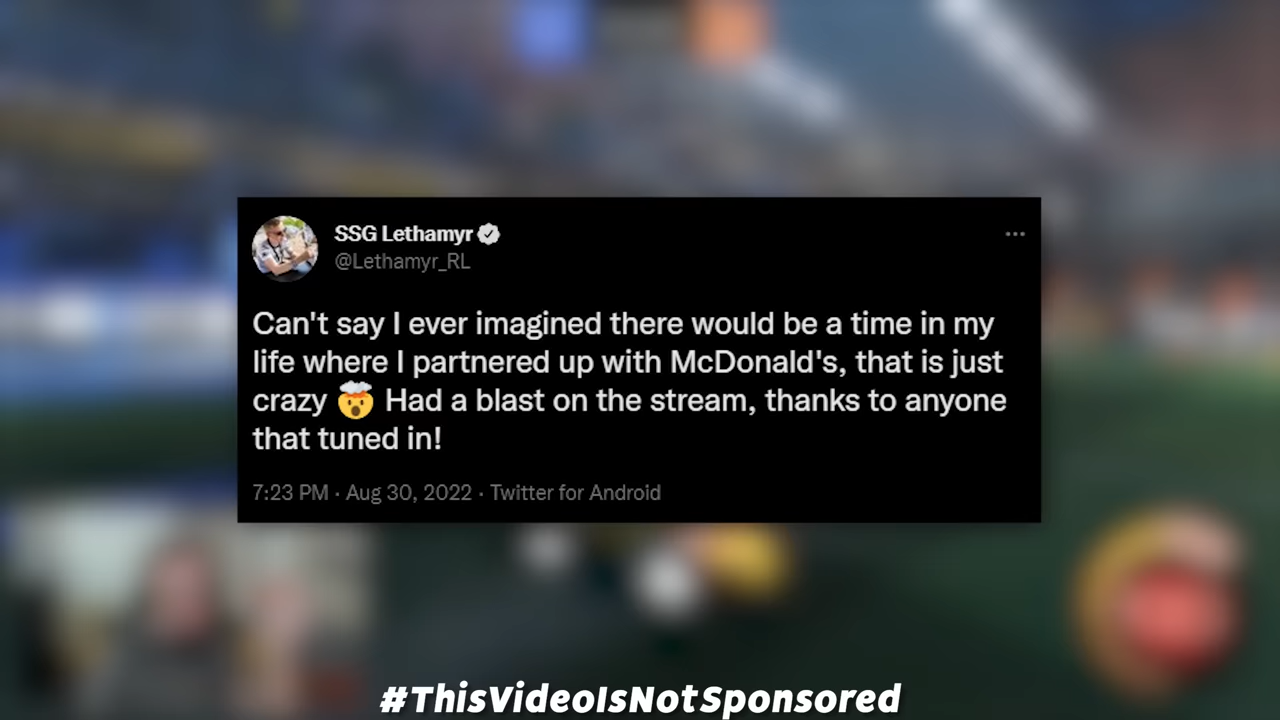 SSG Lethamyr
@Lethamyr_RL
Can't say I ever imagined there would be a time in my
life where I partnered up with McDonald's, that is just
crazy 🤯 Had a blast on the stream, thanks to anyone
that tuned in!
7:23 PM · Aug 30, 2022 · Twitter for Android
#ThisVideoIsNotSponsored